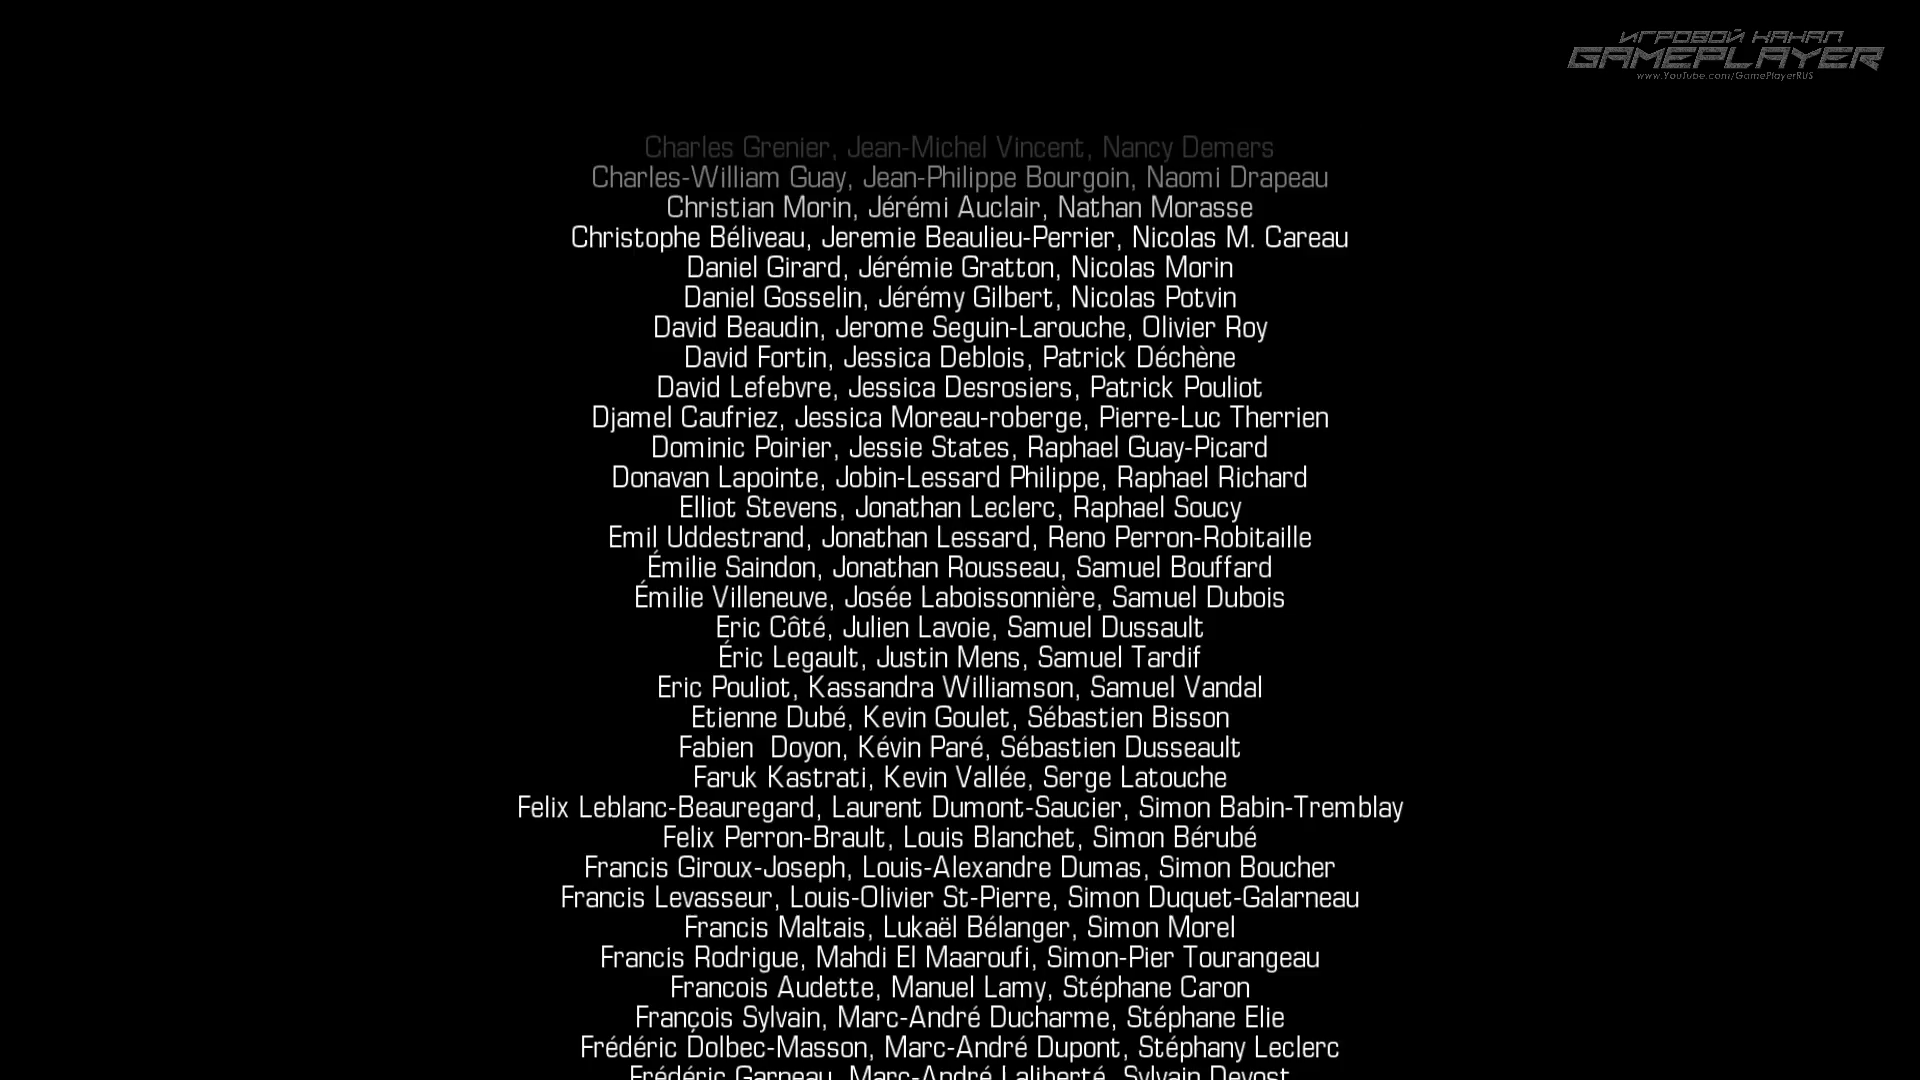 ИГРОВОЙ КАНАЛ
GAMEPLAYER
www.YouTube.com/GamePlayerRUS
Charles Grenier, Jean-Michel Vincent, Nancy Demers
Charles-William Guay, Jean-Philippe Bourgoin, Naomi Drapeau
Christian Morin, Jérémi Auclair, Nathan Morasse
Christophe Béliveau, Jeremie Beaulieu-Perrier, Nicolas M. Careau
Daniel Girard, Jérémie Gratton, Nicolas Morin
Daniel Gosselin, Jérémy Gilbert, Nicolas Potvin
David Beaudin, Jerome Seguin-Larouche, Olivier Roy
David Fortin, Jessica Deblois, Patrick Déchène
David Lefebvre, Jessica Desrosiers, Patrick Pouliot
Djamel Caufriez, Jessica Moreau-roberge, Pierre-Luc Therrien
Dominic Poirier, Jessie States, Raphael Guay-Picard
Donavan Lapointe, Jobin-Lessard Philippe, Raphael Richard
Elliot Stevens, Jonathan Leclerc, Raphael Soucy
Emil Uddestrand, Jonathan Lessard, Reno Perron-Robitaille
Émilie Saindon, Jonathan Rousseau, Samuel Bouffard
Émilie Villeneuve, Josée Laboissonnière, Samuel Dubois
Eric Côté, Julien Lavoie, Samuel Dussault
Éric Legault, Justin Mens, Samuel Tardif
Eric Pouliot, Kassandra Williamson, Samuel Vandal
Etienne Dubé, Kevin Goulet, Sébastien Bisson
Fabien  Doyon, Kévin Paré, Sébastien Dusseault
Faruk Kastrati, Kevin Vallée, Serge Latouche
Felix Leblanc-Beauregard, Laurent Dumont-Saucier, Simon Babin-Tremblay
Felix Perron-Brault, Louis Blanchet, Simon Bérubé
Francis Giroux-Joseph, Louis-Alexandre Dumas, Simon Boucher
Francis Levasseur, Louis-Olivier St-Pierre, Simon Duquet-Galarneau
Francis Maltais, Lukaël Bélanger, Simon Morel
Francis Rodrigue, Mahdi El Maaroufi, Simon-Pier Tourangeau
Francois Audette, Manuel Lamy, Stéphane Caron
François Sylvain, Marc-André Ducharme, Stéphane Elie
Frédéric Dolbec-Masson, Marc-André Dupont, Stéphany Leclerc
Frédéric Garneau, Marc-André Laliberté, Sylvain Devost